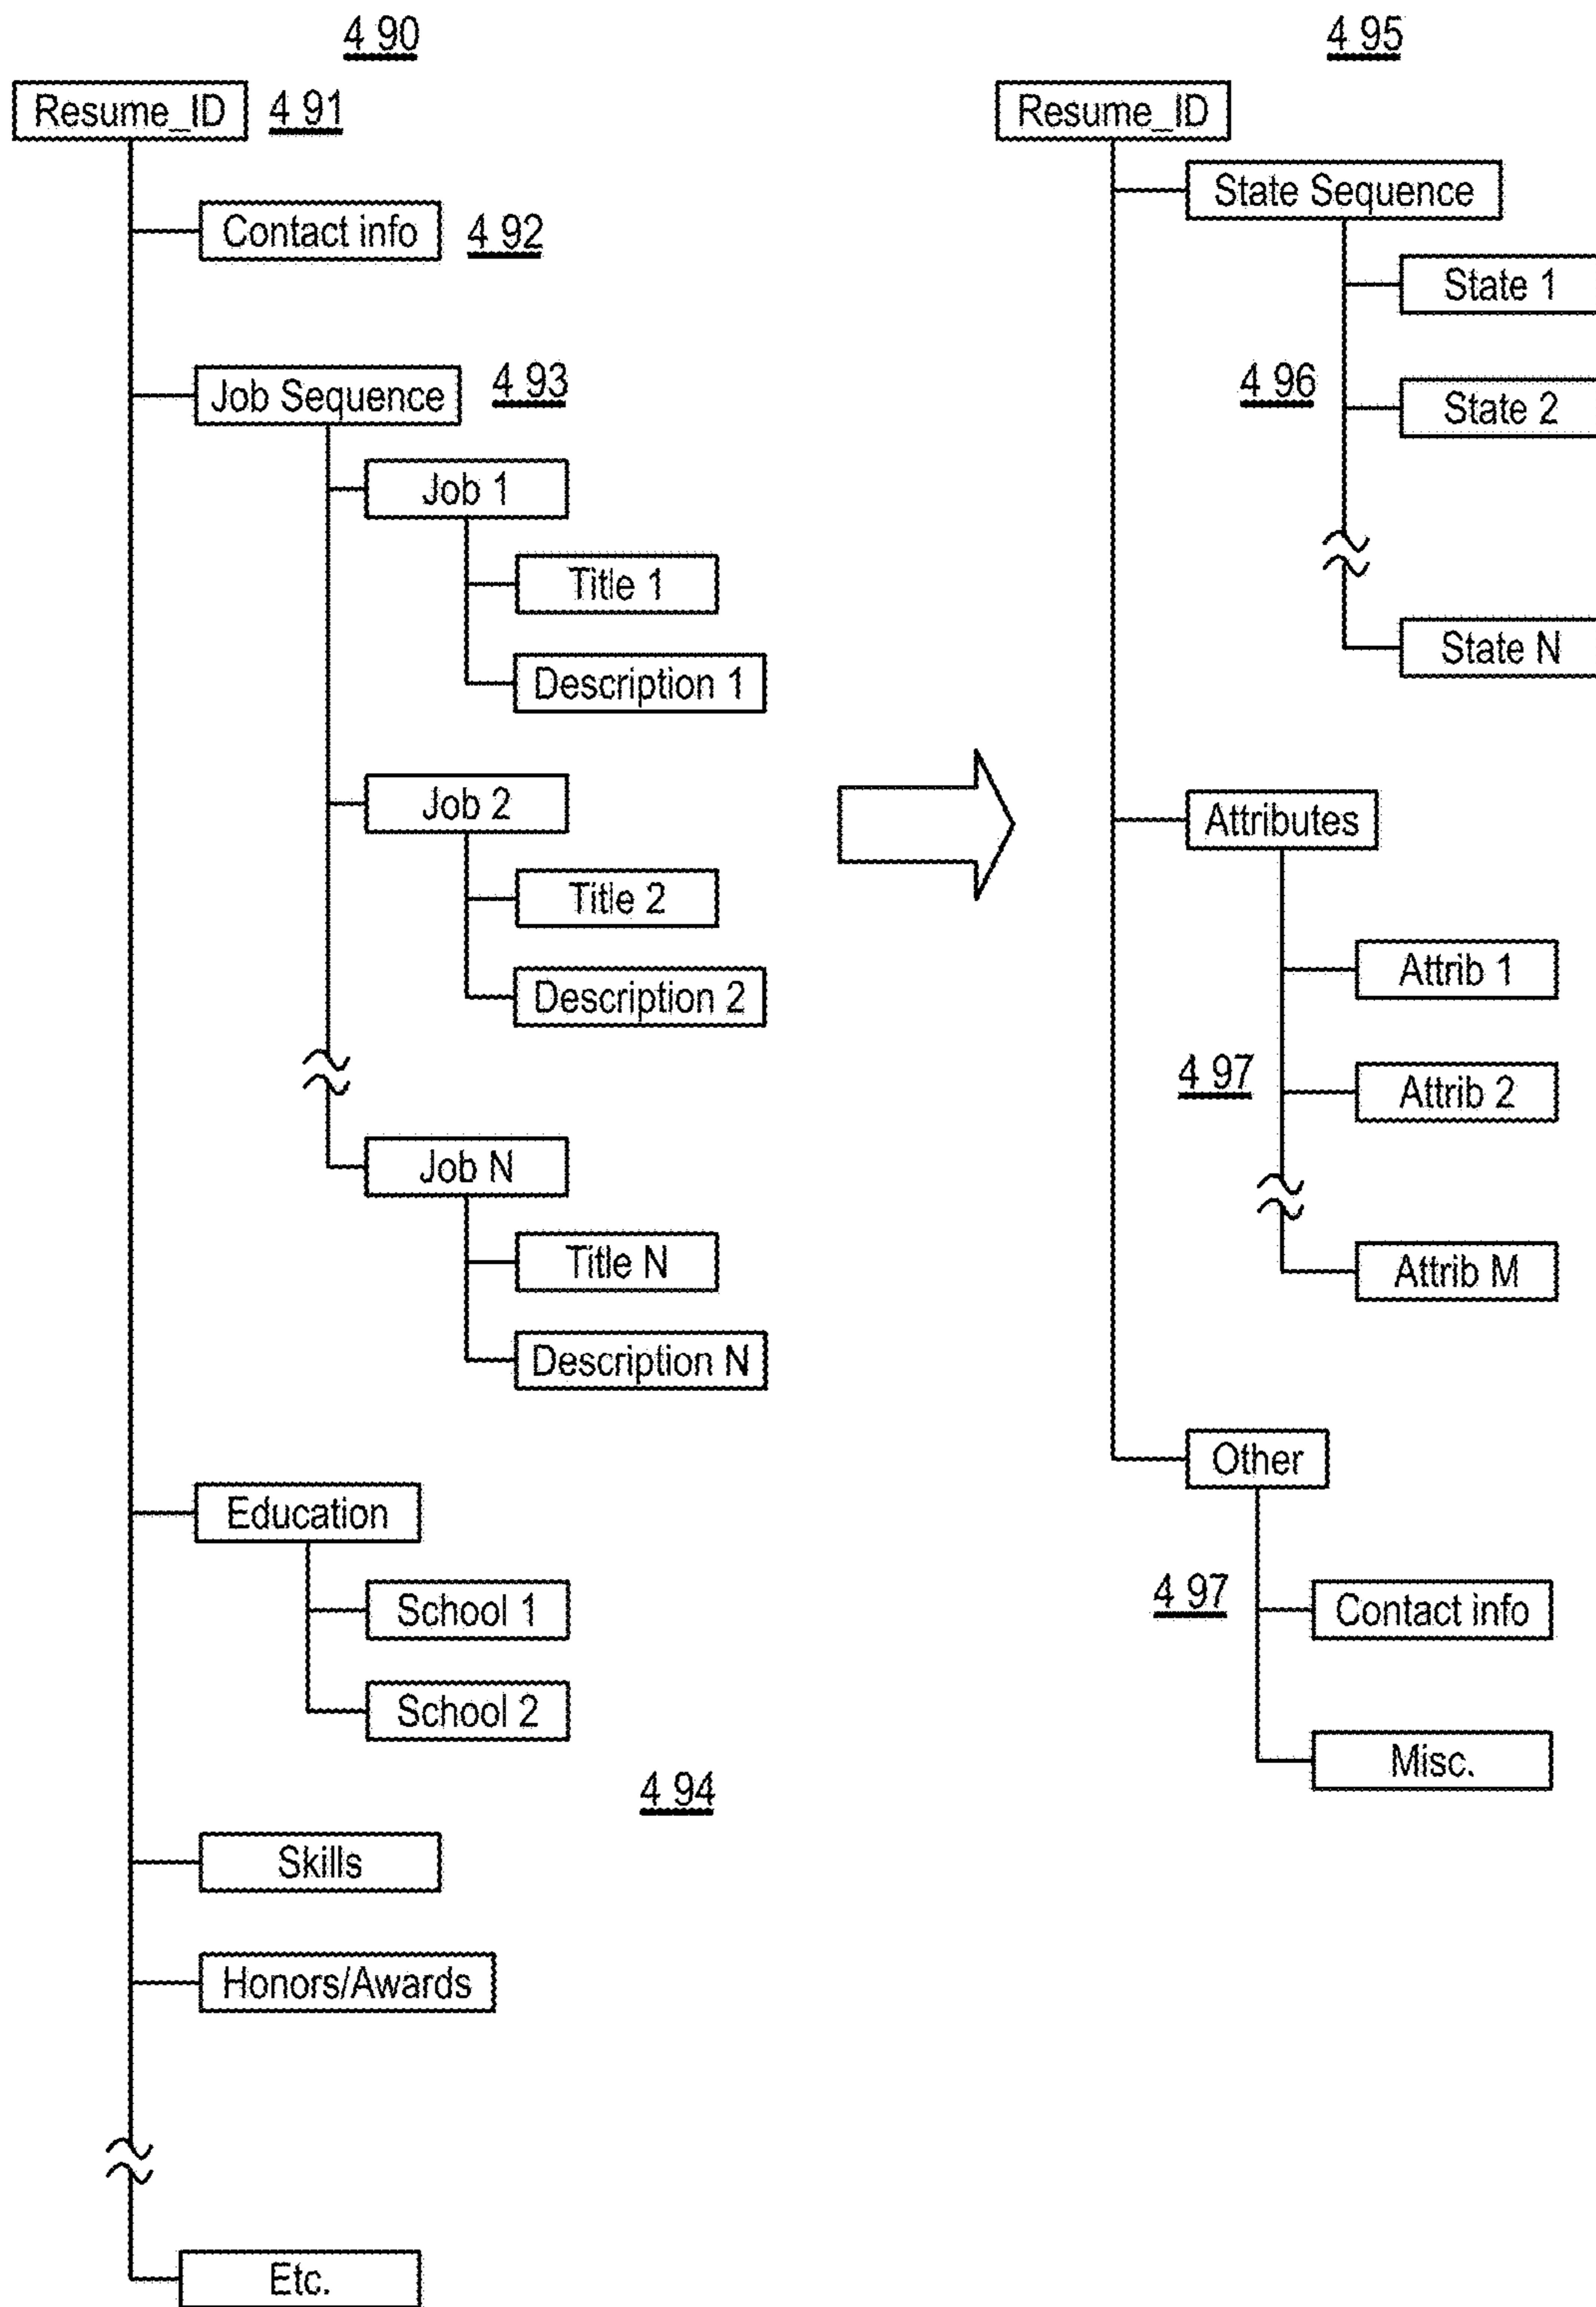 4 90
Resume_ID 4 91
Contact info 4 92
Job Sequence 4 93
Job 1
Title 1
Description 1
Job 2
Title 2
Description 2
Job N
Title N
Description N
Education
School 1
School 2
4 94
Skills
Honors/Awards
Etc.
4 95
Resume_ID
State Sequence
State 1
4 96
State 2
State N
Attributes
Attrib 1
4 97
Attrib 2
Attrib M
Other
4 97
Contact info
Misc.